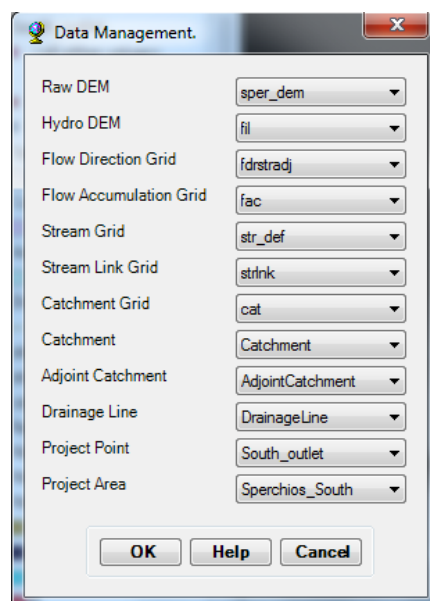 Data Management.
Raw DEM sper_dem
Hydro DEM fil
Flow Direction Grid fdrstradj
Flow Accumulation Grid fac
Stream Grid str_def
Stream Link Grid strlnk
Catchment Grid cat
Catchment Catchment
Adjoint Catchment AdjointCatchment
Drainage Line DrainageLine
Project Point South_outlet
Project Area Sperchios_South
OK Help Cancel